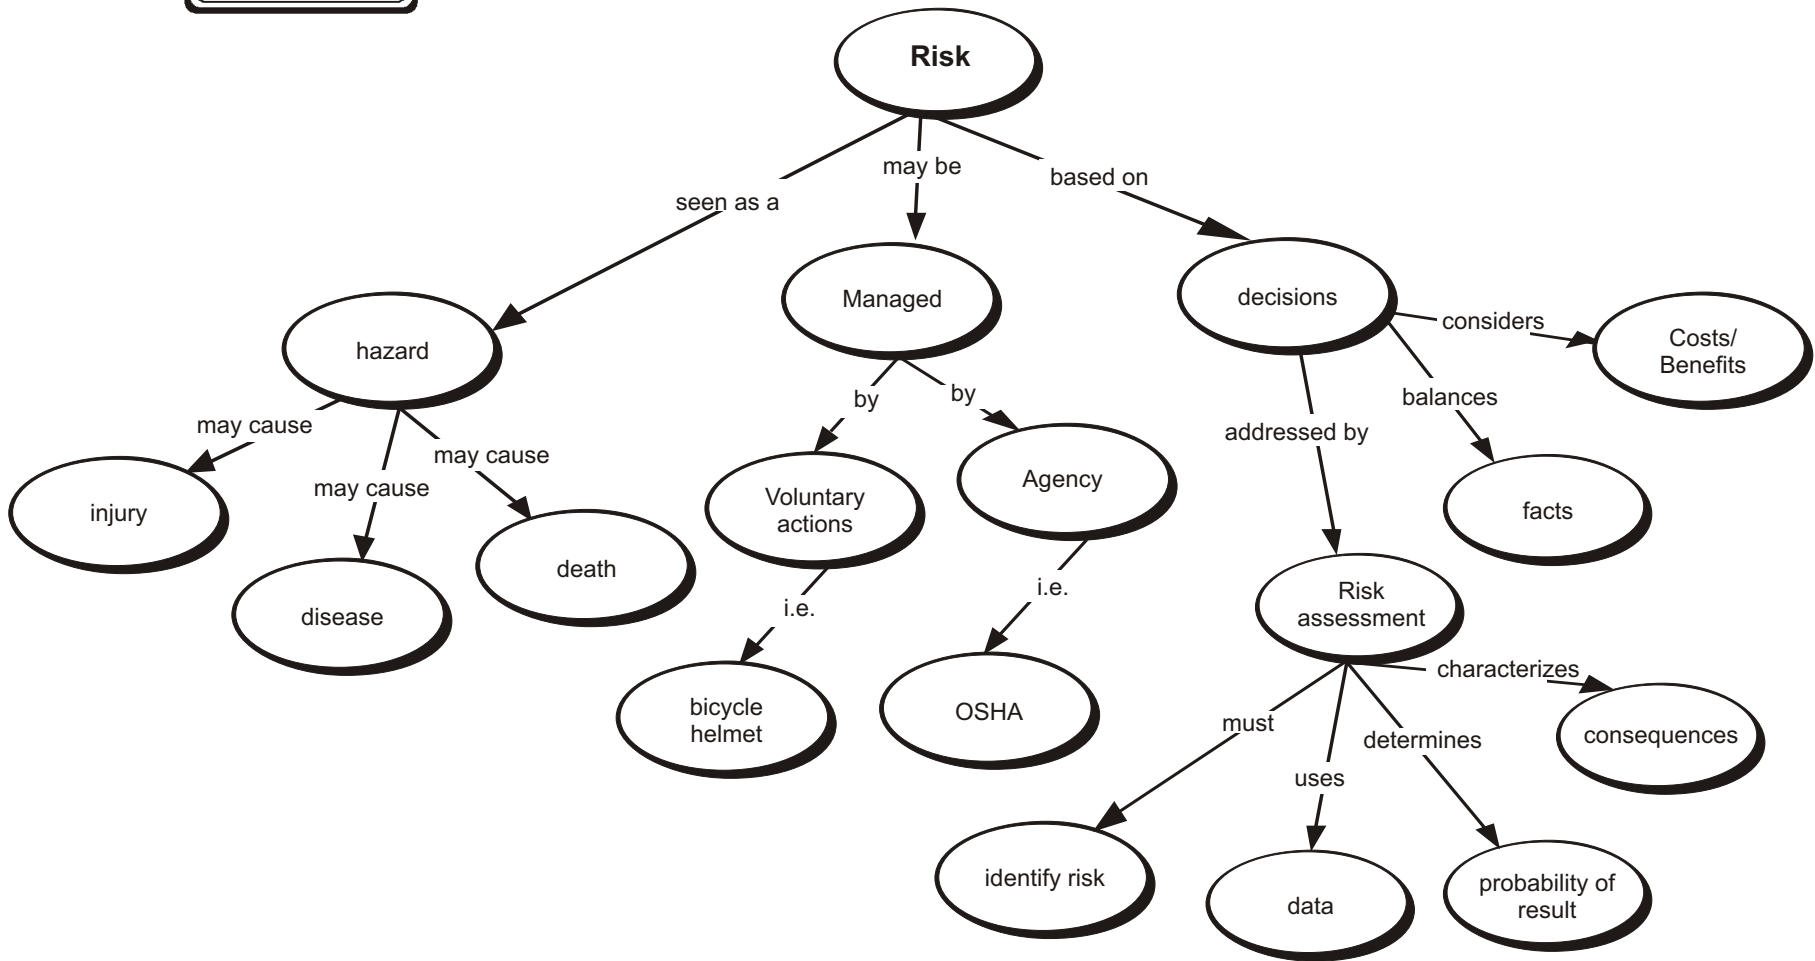 Risk
may be
based on
seen as a
Managed
decisions
considers
Costs/
Benefits
hazard
by
by
balances
may cause
may cause
may cause
addressed by
injury
disease
death
Voluntary
actions
Agency
facts
i.e.
i.e.
Risk
assessment
bicycle
helmet
OSHA
characterizes
must
uses
determines
consequences
identify risk
data
probability of
result